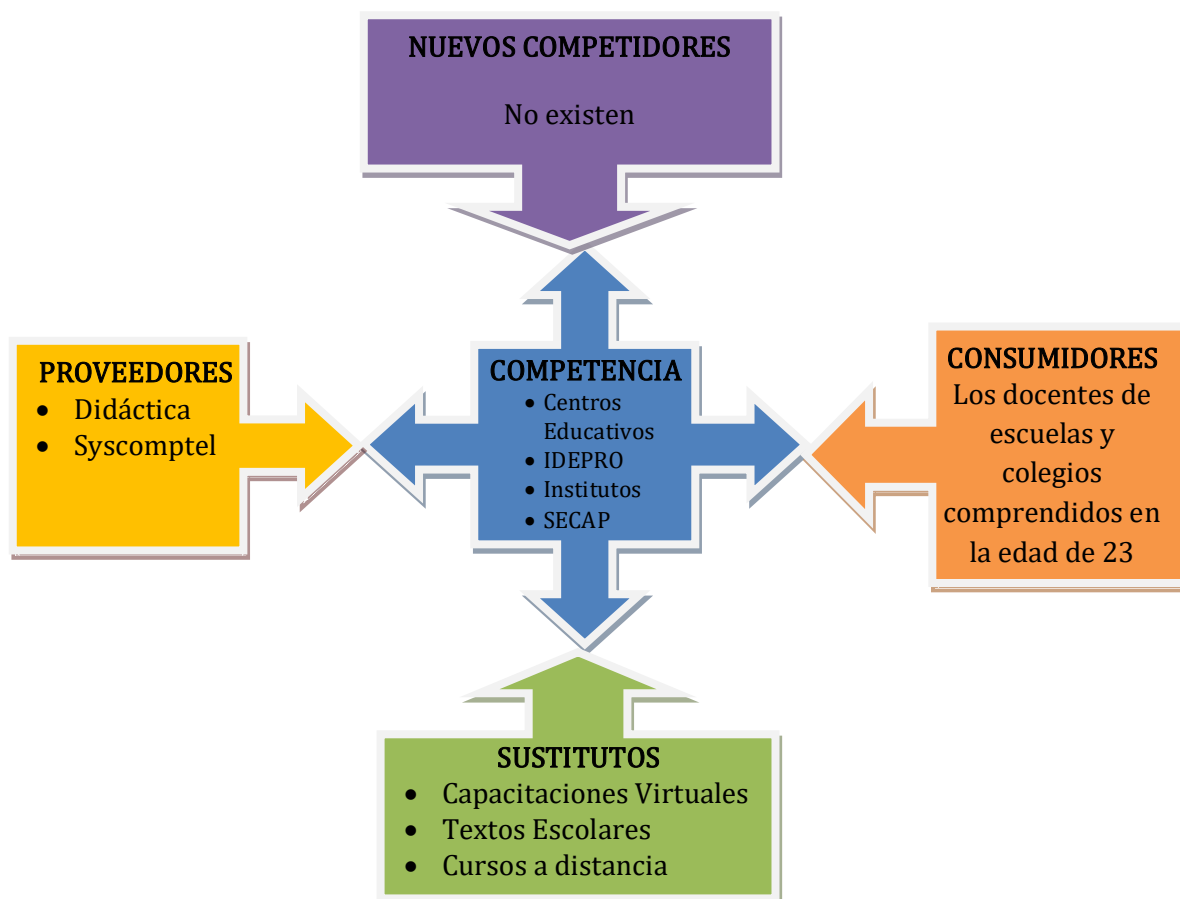 NUEVOS COMPETIDORES
No existen
PROVEEDORES
• Didáctica
• Syscomptel
COMPETENCIA
• Centros
Educativos
• IDEPRO
• Institutos
• SECAP
CONSUMIDORES
Los docentes de
escuelas y
colegios
comprendidos en
la edad de 23
SUSTITUTOS
• Capacitaciones Virtuales
• Textos Escolares
• Cursos a distancia